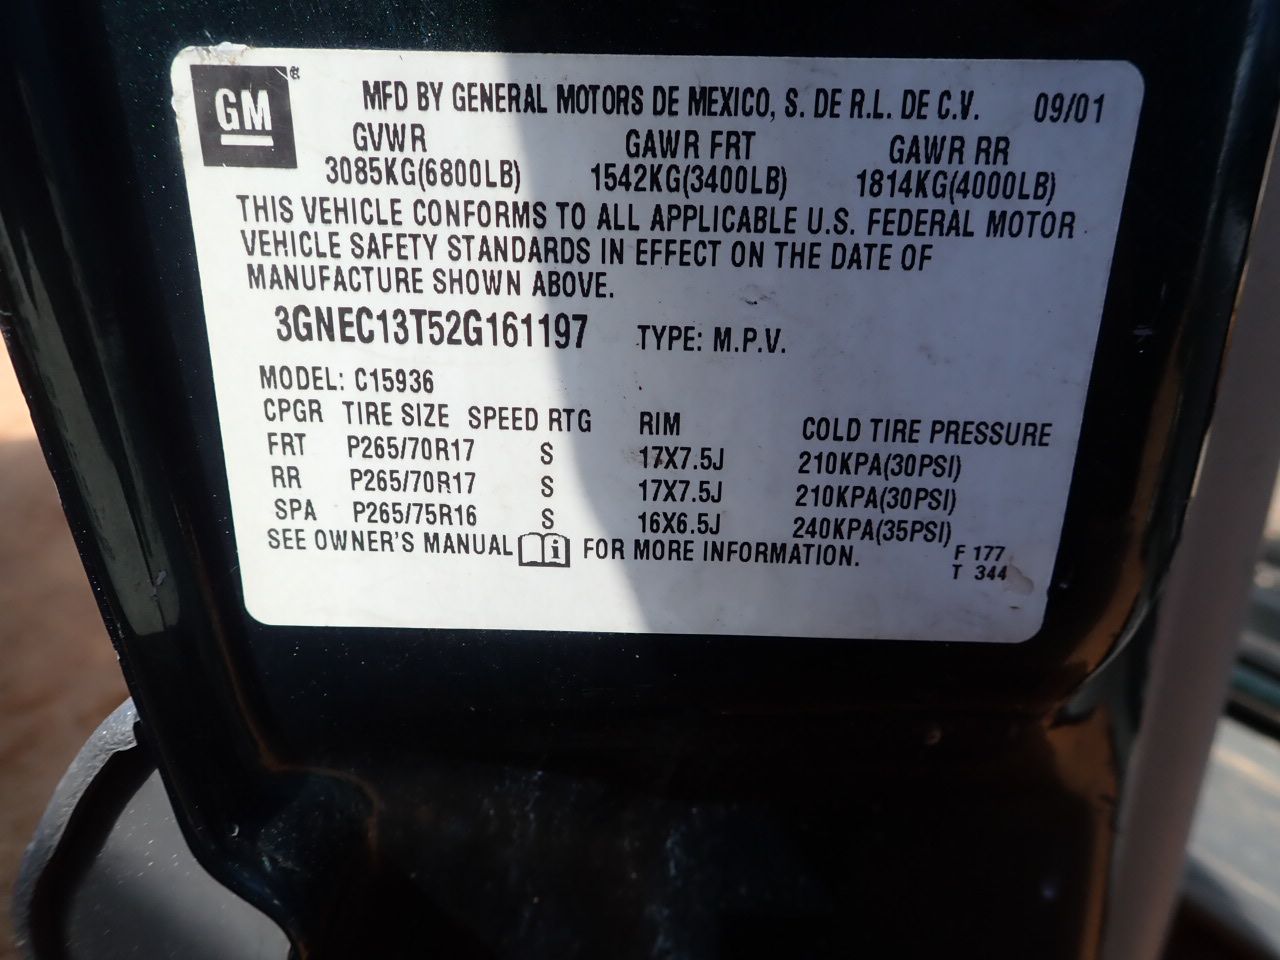 GM®
MFD BY GENERAL MOTORS DE MEXICO, S. DE R.L. DE C.V. 09/01
GVWR GAWR FRT GAWR RR
3085KG(6800LB) 1542KG(3400LB) 1814KG(4000LB)
THIS VEHICLE CONFORMS TO ALL APPLICABLE U.S. FEDERAL MOTOR
VEHICLE SAFETY STANDARDS IN EFFECT ON THE DATE OF
MANUFACTURE SHOWN ABOVE.
3GNEC13T52G161197 TYPE: M.P.V.
MODEL: C15936
CPGR TIRE SIZE SPEED RTG RIM COLD TIRE PRESSURE
FRT P265/70R17 S 17X7.5J 210KPA(30PSI)
RR P265/70R17 S 17X7.5J 210KPA(30PSI)
SPA P265/75R16 S 16X6.5J 240KPA(35PSI)
SEE OWNER'S MANUAL i FOR MORE INFORMATION.
F 177
T 344